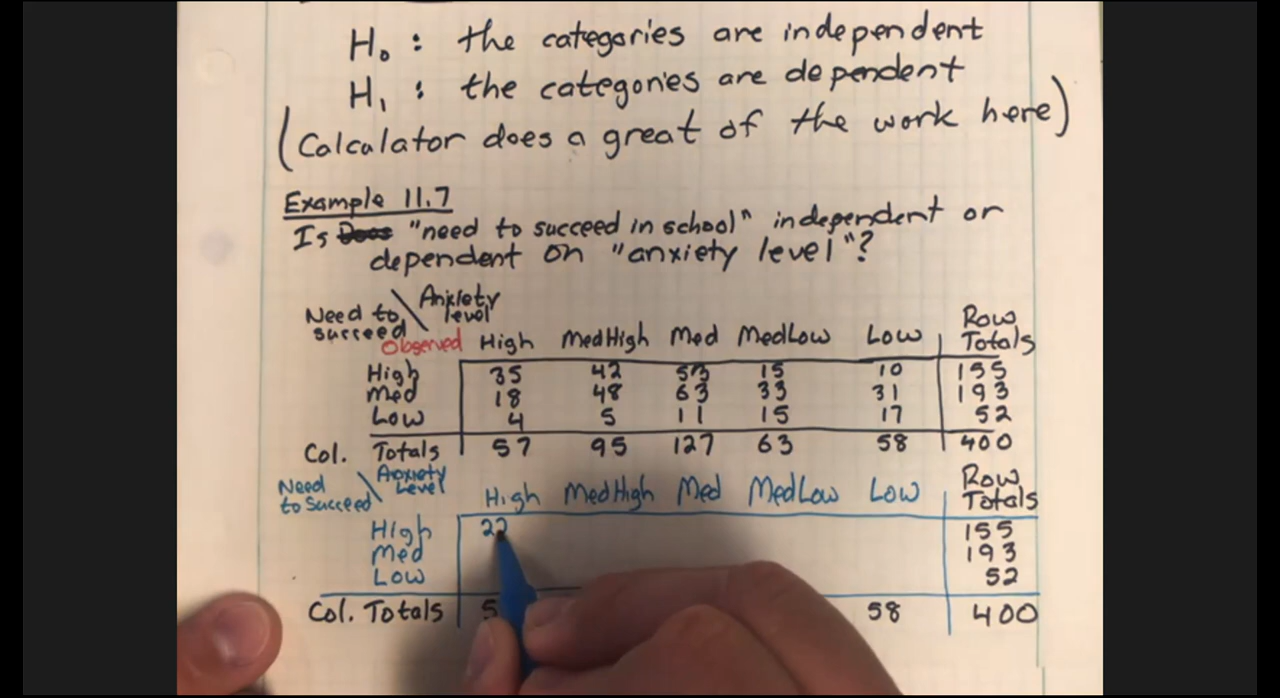 H₀ : the categories are independent
H₁ : the categories are dependent
(Calculator does a great of the work here)
Example 11.7
Is "need to succeed in school" independent or
dependent on "anxiety level"?
Need to succeed \ Anxiety level
Observed High MedHigh Med MedLow Low Row Totals
High 35 42 53 15 10 155
Med 18 48 63 33 31 193
Low 4 5 11 15 17 52
Col. Totals 57 95 127 63 58 400
Need to Succeed \ Anxiety Level
High MedHigh Med MedLow Low Row Totals
High 22 155
Med 193
Low 52
Col. Totals 5 58 400